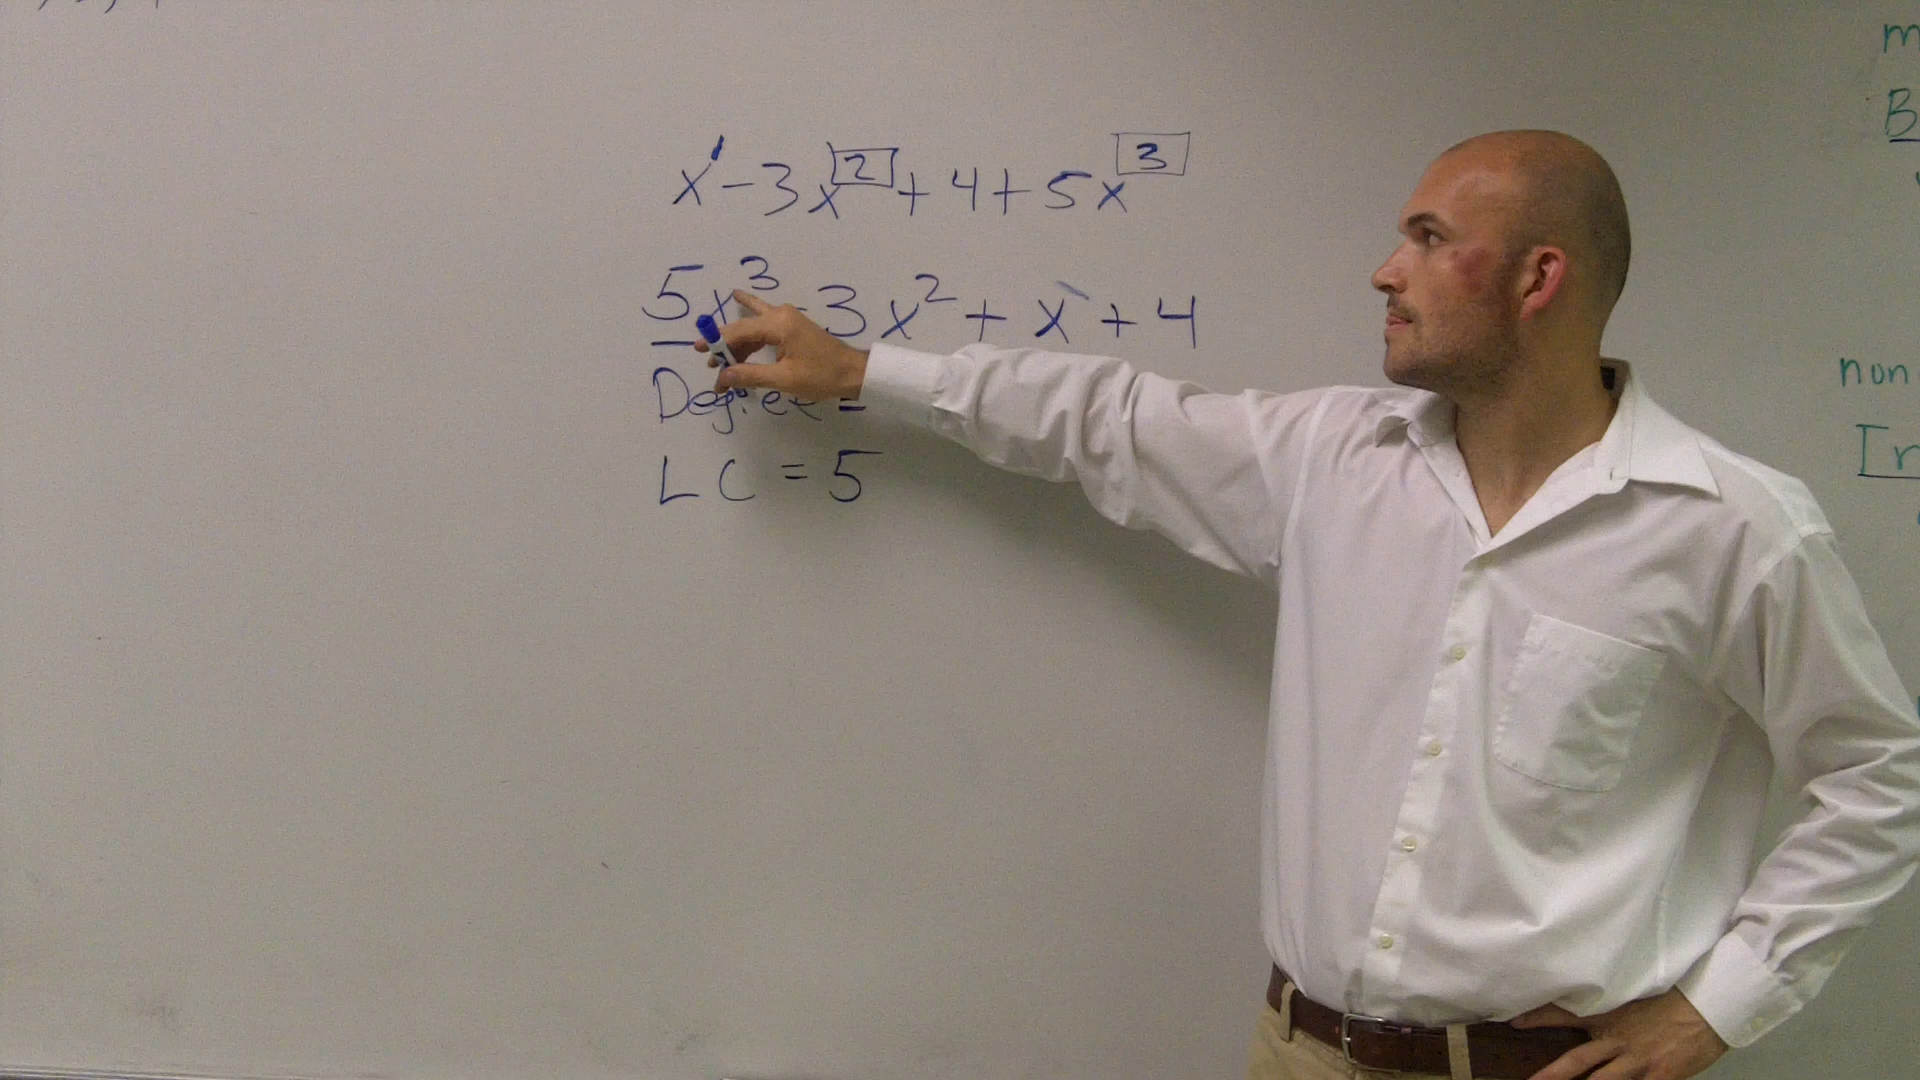 x¹ - 3x² + 4 + 5x³
5x³ - 3x² + x + 4
Degree =
LC = 5
non